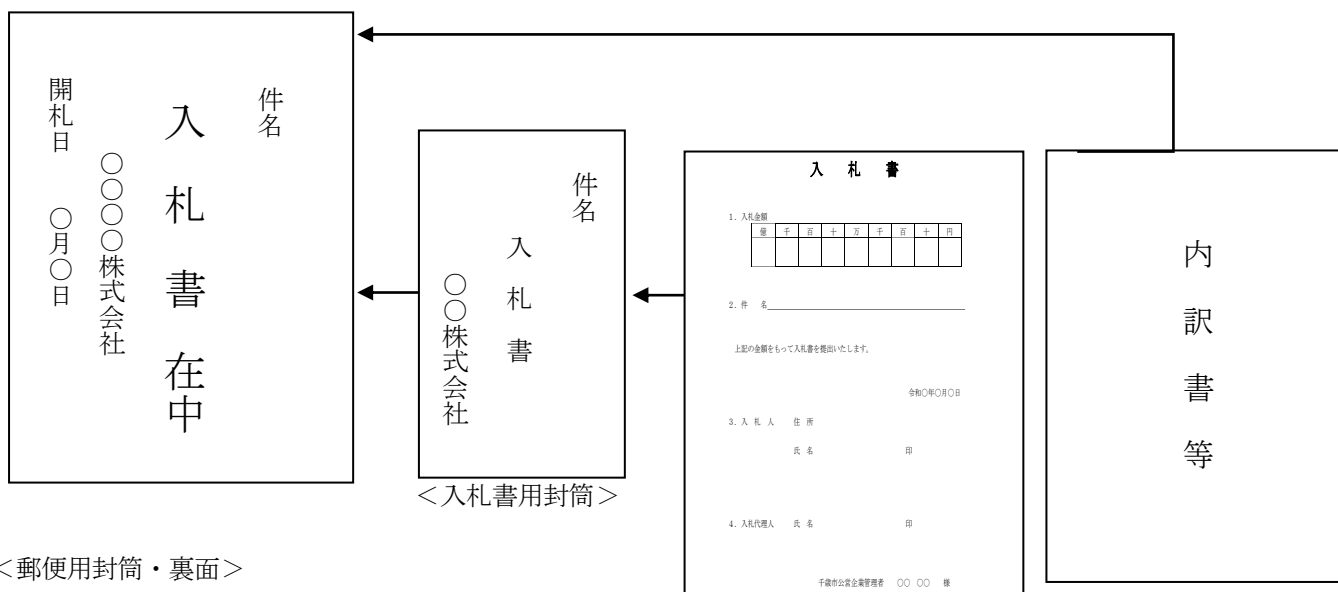 件名
入札書在中
〇〇〇〇株式会社
開札日　〇月〇日
件名
入札書
〇〇株式会社
＜入札書用封筒＞
入　札　書
1．入札金額
億 千 百 十 万 千 百 十 円
2．件　名
上記の金額をもって入札書を提出いたします。
令和〇年〇月〇日
3．入 札 人　住 所
氏 名　印
4．入札代理人　氏 名　印
千歳市公営企業管理者　〇〇 〇〇　様
内訳書等
＜郵便用封筒・裏面＞